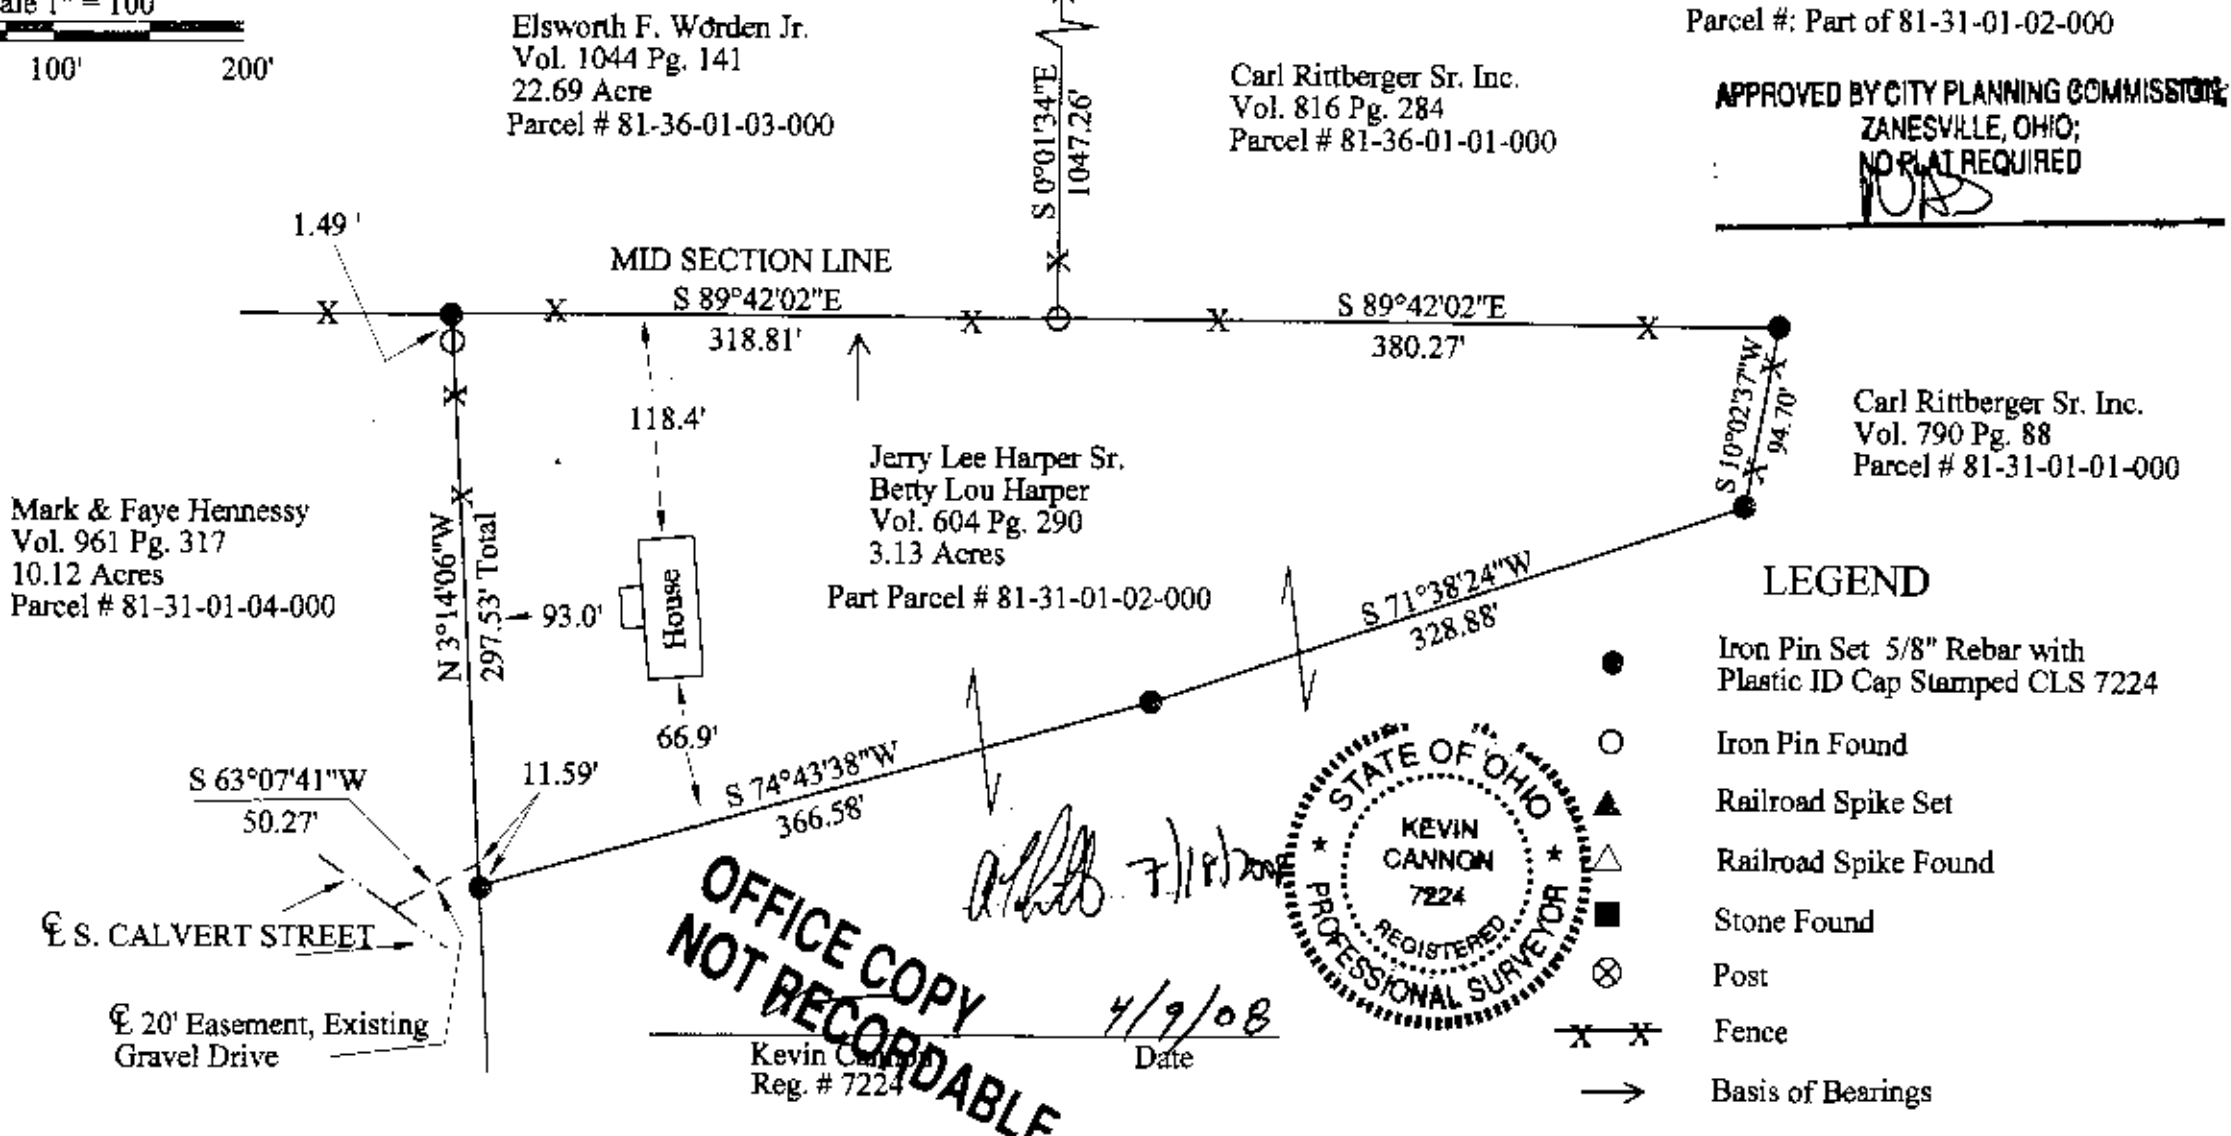 ale 1" = 100'
100'
200'
Elsworth F. Worden Jr.
Vol. 1044 Pg. 141
22.69 Acre
Parcel # 81-36-01-03-000
S 0°01'34"E
1047.26'
Carl Rittberger Sr. Inc.
Vol. 816 Pg. 284
Parcel # 81-36-01-01-000
Parcel #: Part of 81-31-01-02-000
APPROVED BY CITY PLANNING COMMISSION,
ZANESVILLE, OHIO;
NO PLAT REQUIRED
1.49 '
MID SECTION LINE
S 89°42'02"E
318.81'
S 89°42'02"E
380.27'
S 10°02'37"W
94.70'
Carl Rittberger Sr. Inc.
Vol. 790 Pg. 88
Parcel # 81-31-01-01-000
118.4'
Jerry Lee Harper Sr.
Betty Lou Harper
Vol. 604 Pg. 290
3.13 Acres
Part Parcel # 81-31-01-02-000
Mark & Faye Hennessy
Vol. 961 Pg. 317
10.12 Acres
Parcel # 81-31-01-04-000
N 3°14'06"W
297.53' Total
93.0'
House
66.9'
S 71°38'24"W
328.88'
S 74°43'38"W
366.58'
S 63°07'41"W
50.27'
11.59'
℄ S. CALVERT STREET
℄ 20' Easement, Existing
Gravel Drive
OFFICE COPY
NOT RECORDABLE
7/18/2008
4/9/08
Kevin Cannon
Reg. # 7224
Date
STATE OF OHIO
KEVIN
CANNON
7224
REGISTERED
PROFESSIONAL SURVEYOR
LEGEND
Iron Pin Set 5/8" Rebar with
Plastic ID Cap Stamped CLS 7224
Iron Pin Found
Railroad Spike Set
Railroad Spike Found
Stone Found
Post
Fence
Basis of Bearings